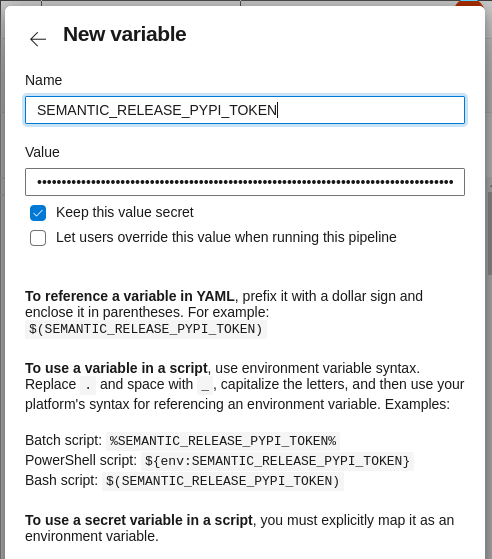 New variable
Name
SEMANTIC_RELEASE_PYPI_TOKEN
Value
Keep this value secret
Let users override this value when running this pipeline
To reference a variable in YAML, prefix it with a dollar sign and
enclose it in parentheses. For example:
$(SEMANTIC_RELEASE_PYPI_TOKEN)
To use a variable in a script, use environment variable syntax.
Replace . and space with _, capitalize the letters, and then use your
platform's syntax for referencing an environment variable. Examples:
Batch script: %SEMANTIC_RELEASE_PYPI_TOKEN%
PowerShell script: ${env:SEMANTIC_RELEASE_PYPI_TOKEN}
Bash script: $(SEMANTIC_RELEASE_PYPI_TOKEN)
To use a secret variable in a script, you must explicitly map it as an
environment variable.